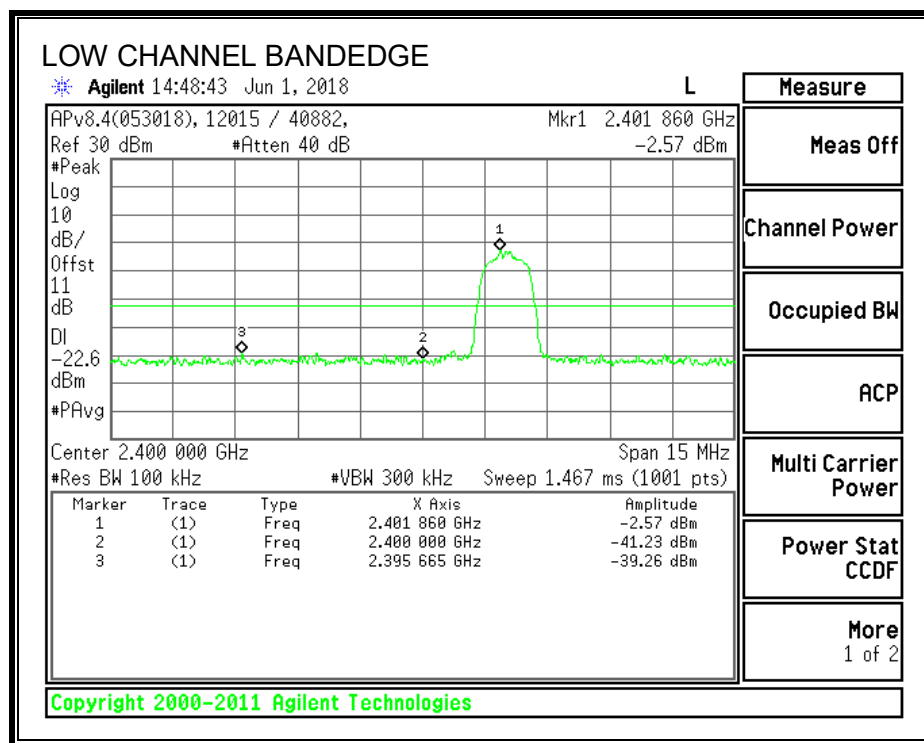 LOW CHANNEL BANDEDGE
Agilent 14:48:43 Jun 1, 2018 L
APv8.4(053018), 12015 / 40882, Mkr1 2.401 860 GHz
Ref 30 dBm #Atten 40 dB -2.57 dBm
#Peak
Log
10
dB/
Offst
11
dB
DI
-22.6
dBm
#PAvg
1
2
3
Center 2.400 000 GHz Span 15 MHz
#Res BW 100 kHz #VBW 300 kHz Sweep 1.467 ms (1001 pts)
Marker Trace Type X Axis Amplitude
1 (1) Freq 2.401 860 GHz -2.57 dBm
2 (1) Freq 2.400 000 GHz -41.23 dBm
3 (1) Freq 2.395 665 GHz -39.26 dBm
Measure
Meas Off
Channel Power
Occupied BW
ACP
Multi Carrier
Power
Power Stat
CCDF
More
1 of 2
Copyright 2000-2011 Agilent Technologies